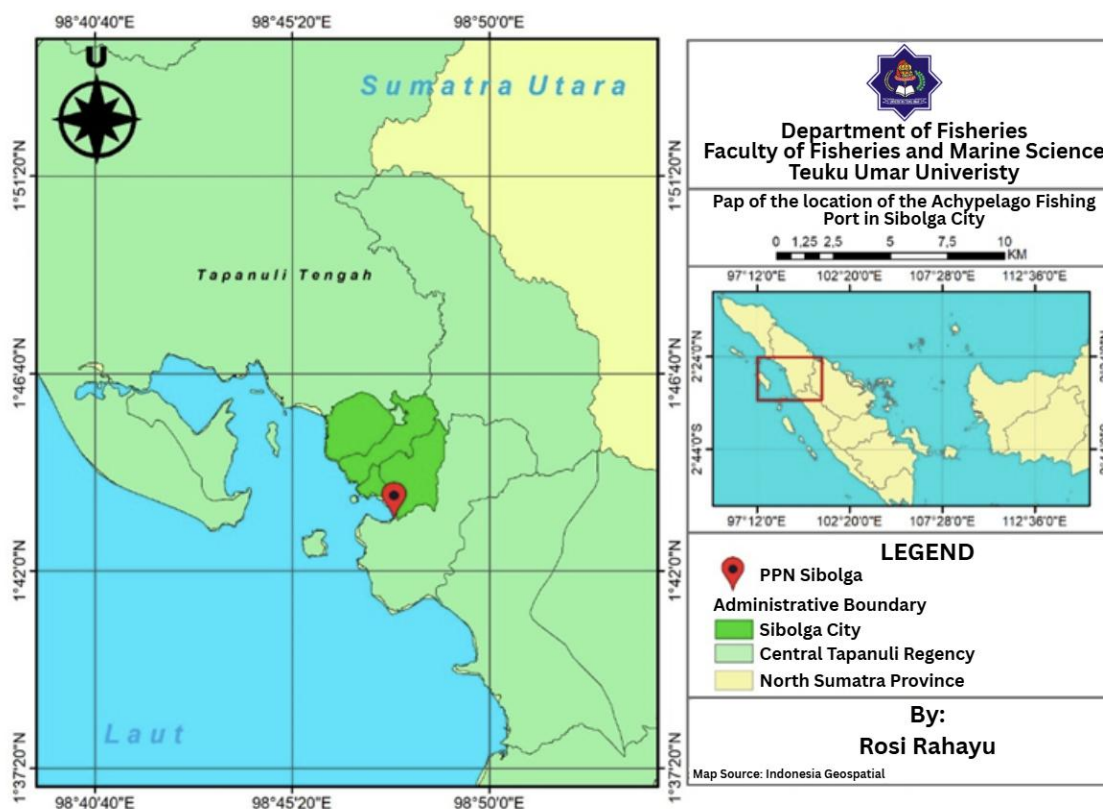 98°40'40"E 98°45'20"E 98°50'0"E
U
Sumatra Utara
1°51'20"N 1°51'20"N
Tapanuli Tengah
1°46'40"N 1°46'40"N
1°42'0"N 1°42'0"N
Laut
1°37'20"N 1°37'20"N
98°40'40"E 98°45'20"E 98°50'0"E
Department of Fisheries
Faculty of Fisheries and Marine Science
Teuku Umar Univeristy
Pap of the location of the Achypelago Fishing
Port in Sibolga City
0 1,25 2,5 5 7,5 10
KM
97°12'0"E 102°20'0"E 107°28'0"E 112°36'0"E
2°24'0"N
2°44'0"S
97°12'0"E 102°20'0"E 107°28'0"E 112°36'0"E
LEGEND
PPN Sibolga
Administrative Boundary
Sibolga City
Central Tapanuli Regency
North Sumatra Province
By:
Rosi Rahayu
Map Source: Indonesia Geospatial